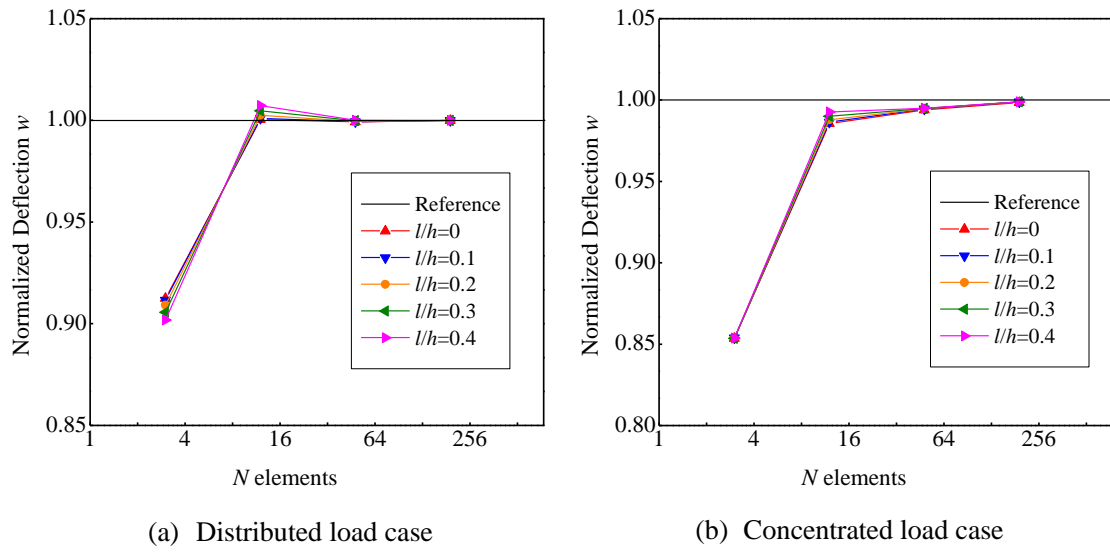 1.05
1.00
0.95
0.90
0.85
Normalized Deflection w
Reference
l/h=0
l/h=0.1
l/h=0.2
l/h=0.3
l/h=0.4
1 4 16 64 256
N elements
(a) Distributed load case
1.05
1.00
0.95
0.90
0.85
0.80
Normalized Deflection w
Reference
l/h=0
l/h=0.1
l/h=0.2
l/h=0.3
l/h=0.4
1 4 16 64 256
N elements
(b) Concentrated load case